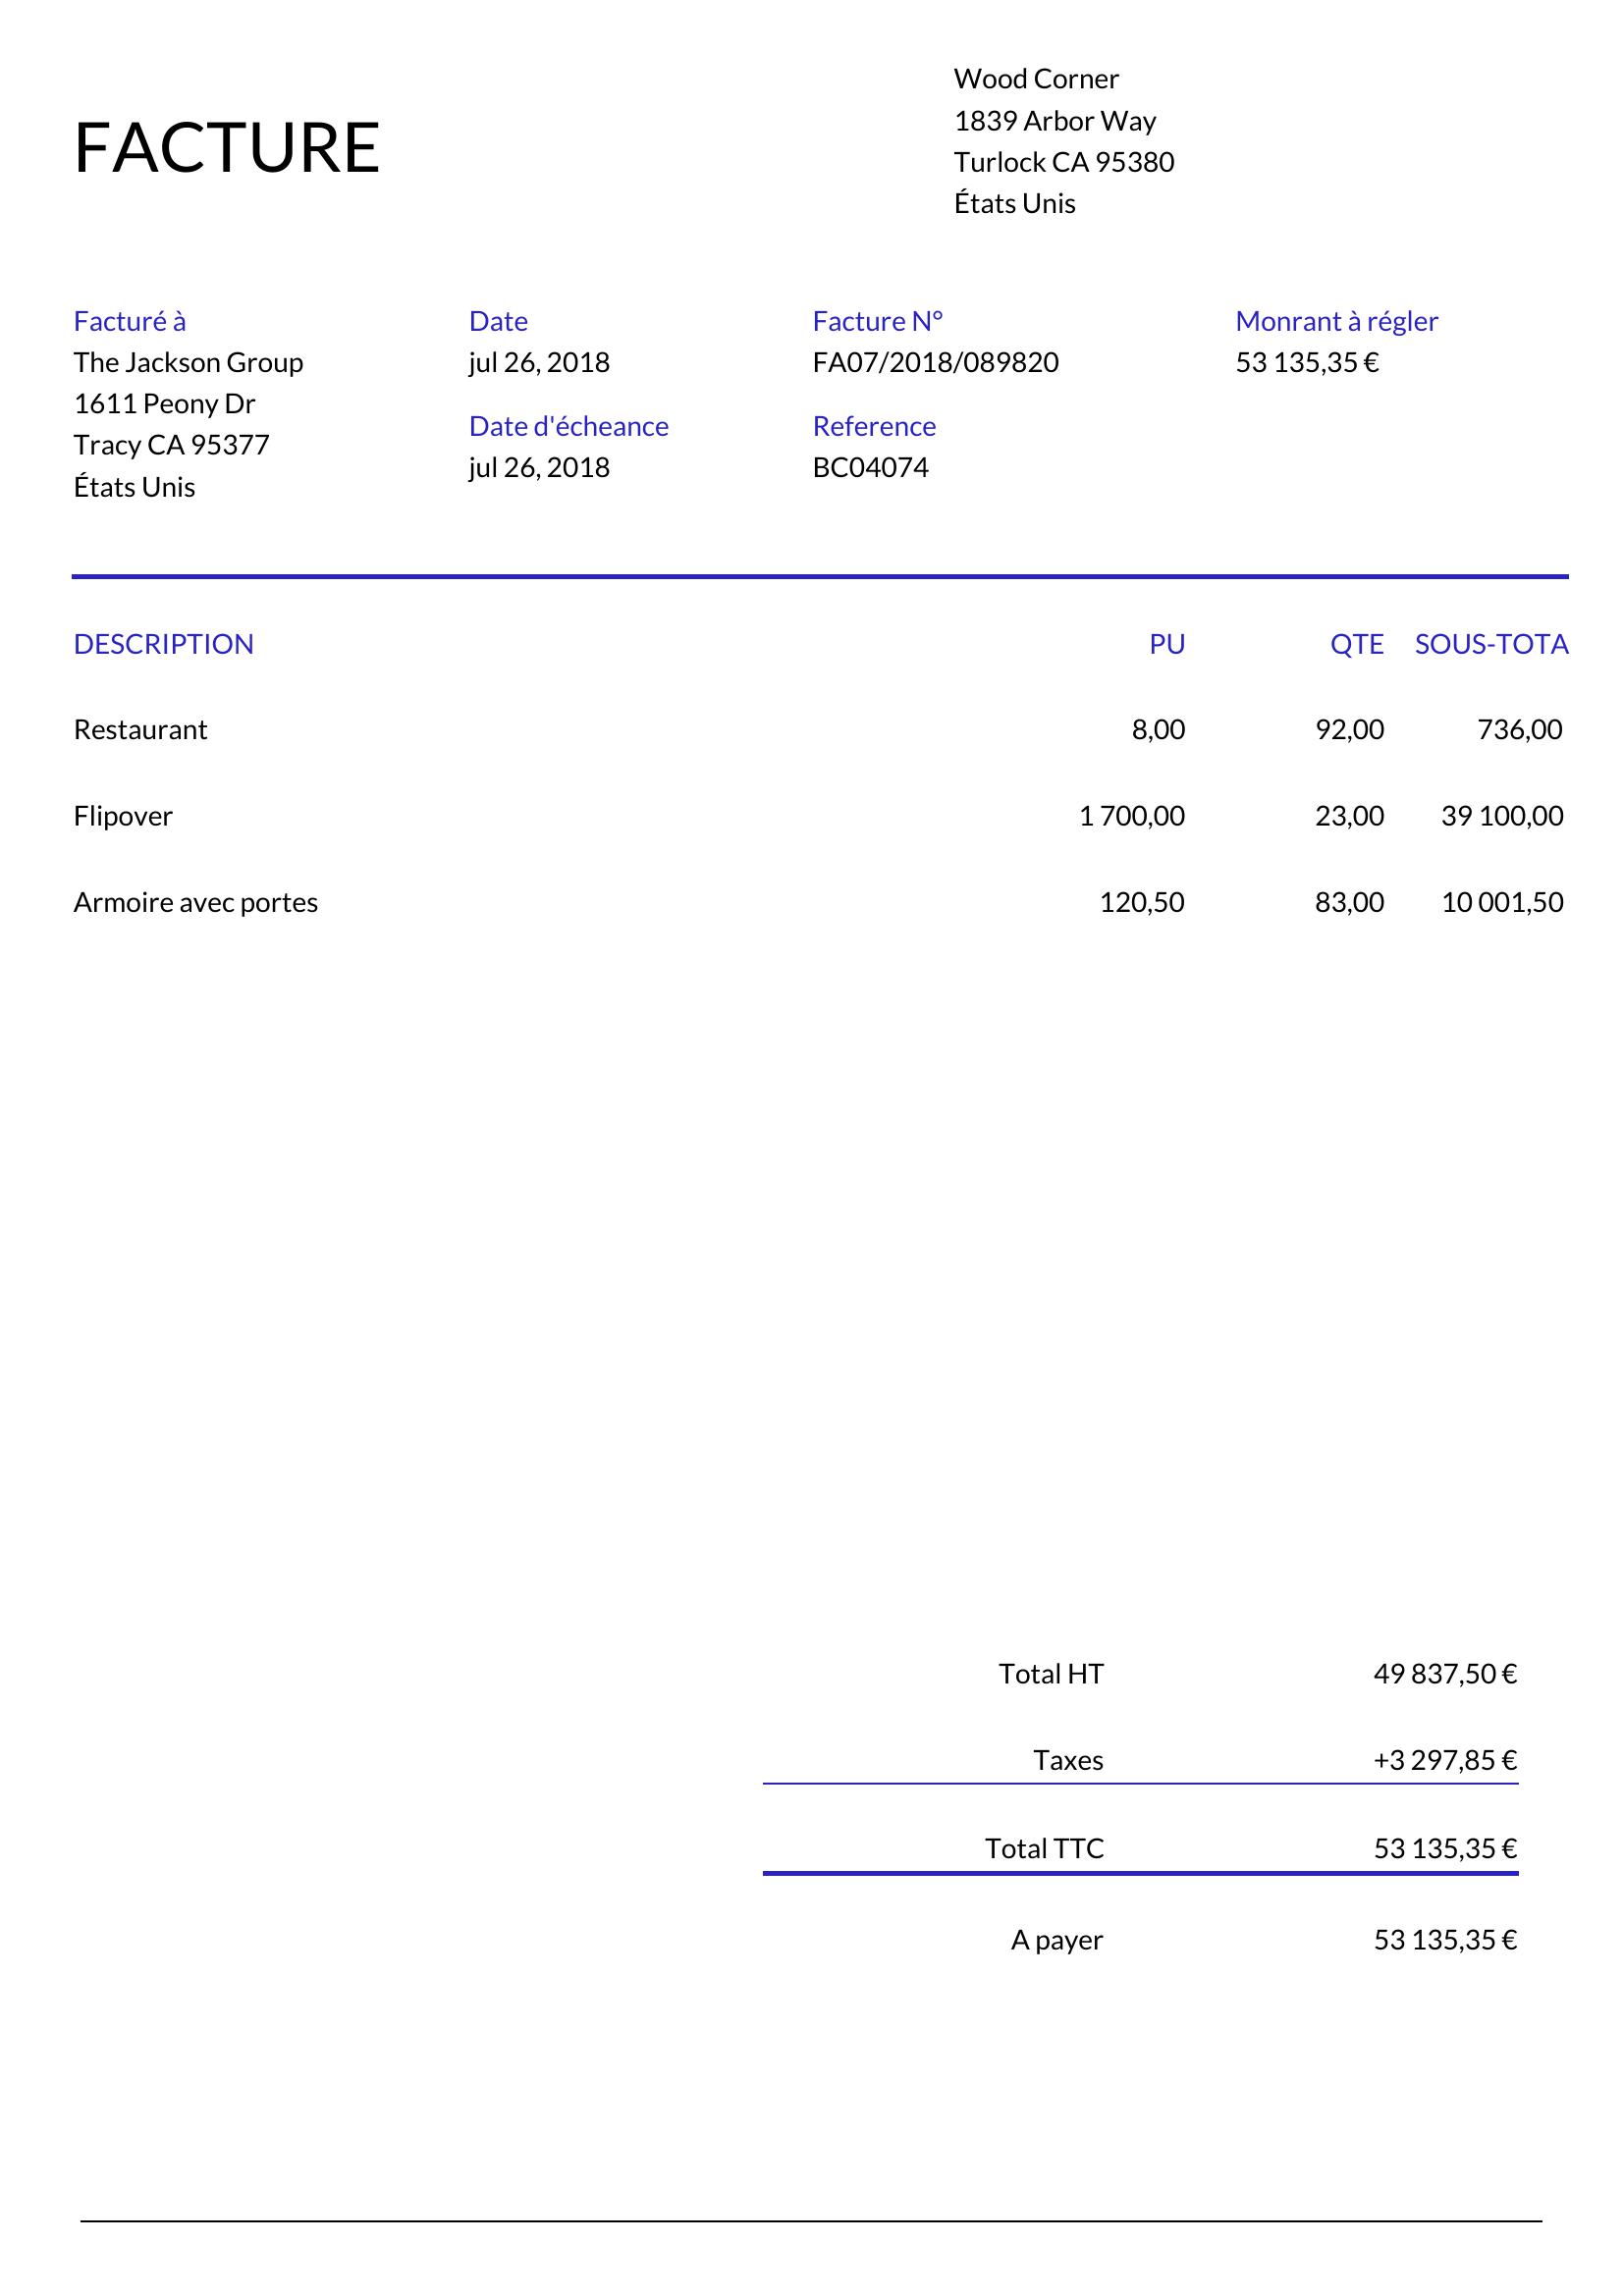 Wood Corner
1839 Arbor Way
Turlock CA 95380
États Unis
FACTURE
Facturé à
The Jackson Group
1611 Peony Dr
Tracy CA 95377
États Unis
Date
jul 26, 2018
Date d'écheance
jul 26, 2018
Facture N°
FA07/2018/089820
Reference
BC04074
Monrant à régler
53 135,35 €
DESCRIPTION PU QTE SOUS-TOTA
Restaurant 8,00 92,00 736,00
Flipover 1 700,00 23,00 39 100,00
Armoire avec portes 120,50 83,00 10 001,50
Total HT 49 837,50 €
Taxes +3 297,85 €
Total TTC 53 135,35 €
A payer 53 135,35 €